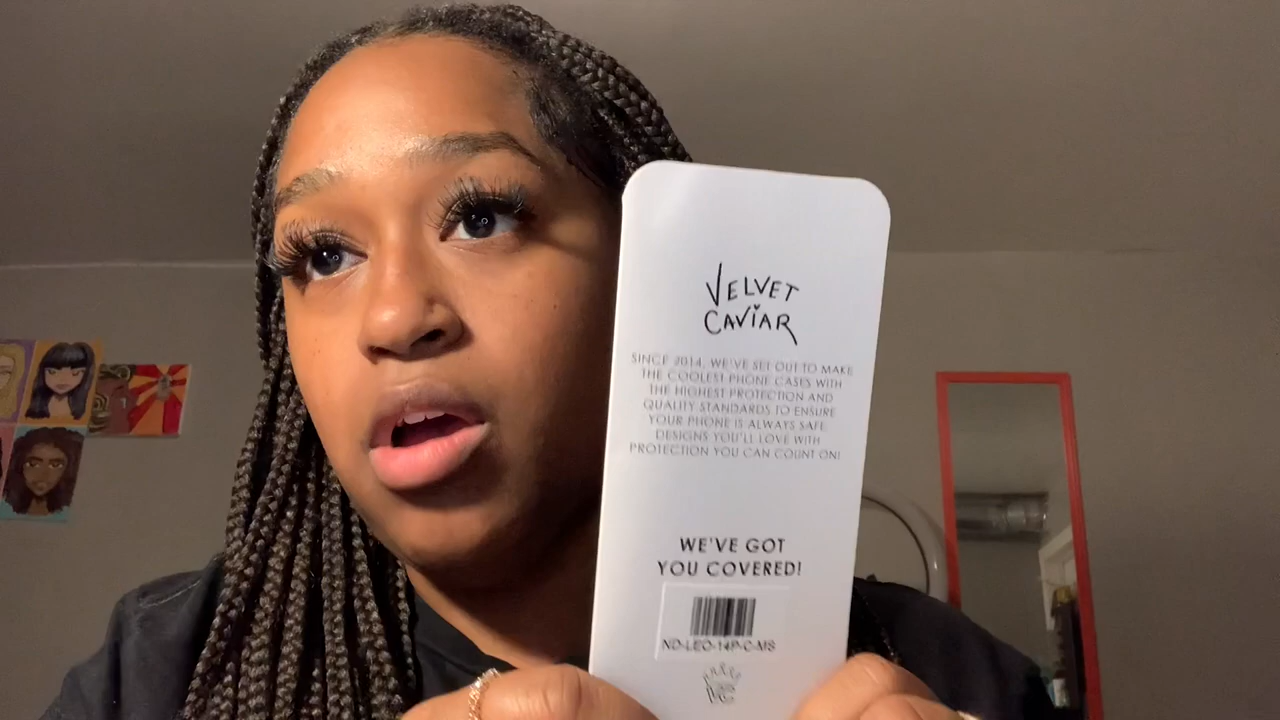 VELVET
CAVIAR
SINCE 2014, WE'VE SET OUT TO MAKE
THE COOLEST PHONE CASES WITH
THE HIGHEST PROTECTION AND
QUALITY STANDARDS TO ENSURE
YOUR PHONE IS ALWAYS SAFE.
DESIGNS YOU'LL LOVE WITH
PROTECTION YOU CAN COUNT ON!
WE'VE GOT
YOU COVERED!
ND-LEO-14P-C-MS
VC